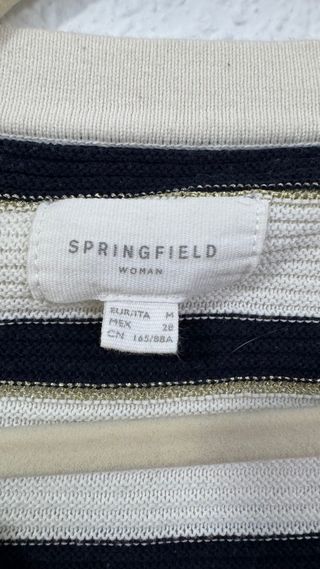 SPRINGFIELD
WOMAN
EUR/ITA M
MEX 28
CN 165/88A